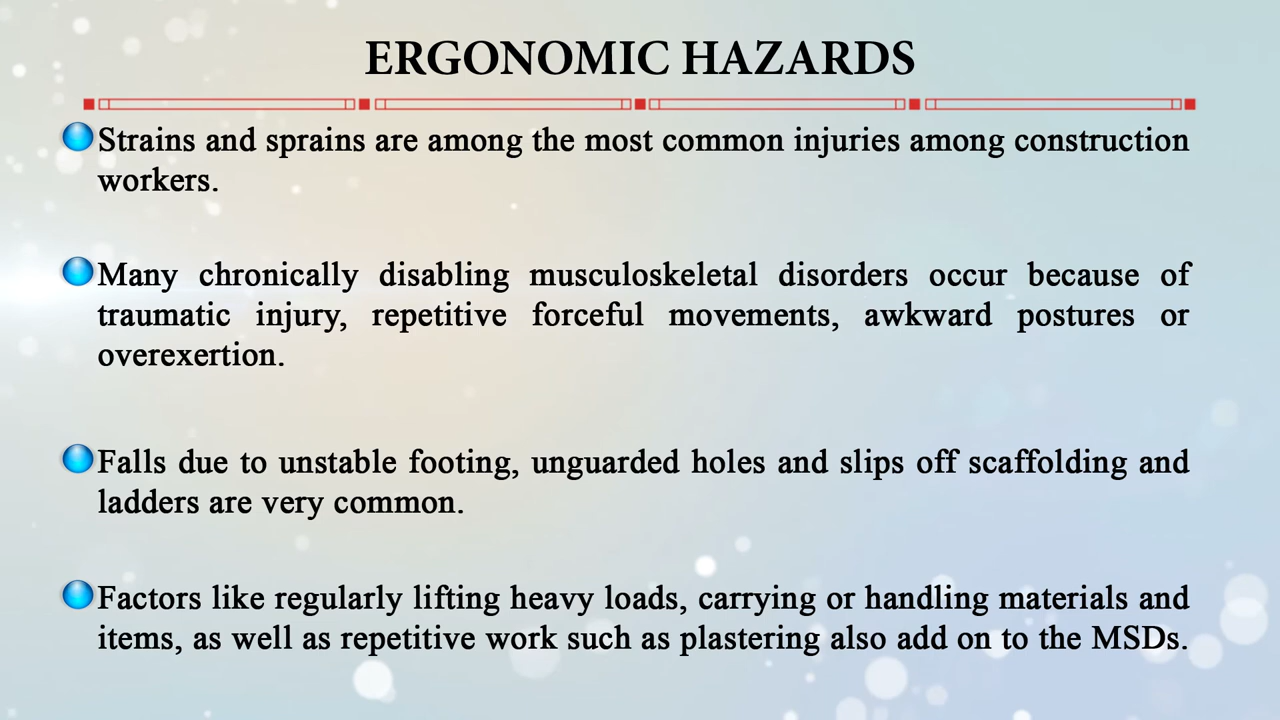 ERGONOMIC HAZARDS
Strains and sprains are among the most common injuries among construction
workers.
Many chronically disabling musculoskeletal disorders occur because of
traumatic injury, repetitive forceful movements, awkward postures or
overexertion.
Falls due to unstable footing, unguarded holes and slips off scaffolding and
ladders are very common.
Factors like regularly lifting heavy loads, carrying or handling materials and
items, as well as repetitive work such as plastering also add on to the MSDs.